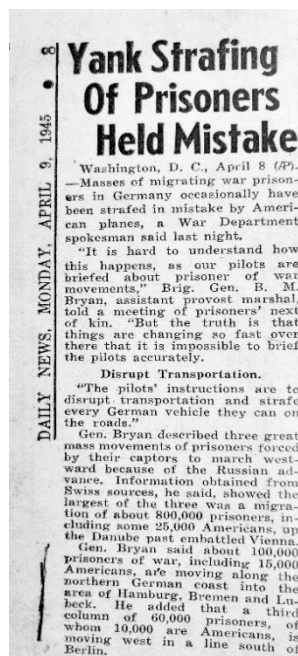 DAILY NEWS, MONDAY, APRIL 9, 1945 • 8
Yank Strafing
Of Prisoners
Held Mistake
Washington, D. C., April 8 (AP).
—Masses of migrating war prison-
ers in Germany occasionally have
been strafed in mistake by Ameri-
can planes, a War Department
spokesman said last night.
"It is hard to understand how
this happens, as our pilots are
briefed about prisoner of war
movements," Brig. Gen. B. M.
Bryan, assistant provost marshal,
told a meeting of prisoners' next
of kin. "But the truth is that
things are changing so fast over
there that it is impossible to brief
the pilots accurately.
Disrupt Transportation.
"The pilots' instructions are to
disrupt transportation and strafe
every German vehicle they can on
the roads."
Gen. Bryan described three great
mass movements of prisoners forced
by their captors to march west-
ward because of the Russian ad-
vance. Information obtained from
Swiss sources, he said, showed the
largest of the three was a migra-
tion of about 800,000 prisoners, in-
cluding some 25,000 Americans, up
the Danube past embattled Vienna.
Gen. Bryan said about 100,000
prisoners of war, including 15,000
Americans, are moving along the
northern German coast into the
area of Hamburg, Bremen and Lu-
beck. He added that a third
column of 60,000 prisoners, of
whom 10,000 are Americans, is
moving west in a line south of
Berlin.